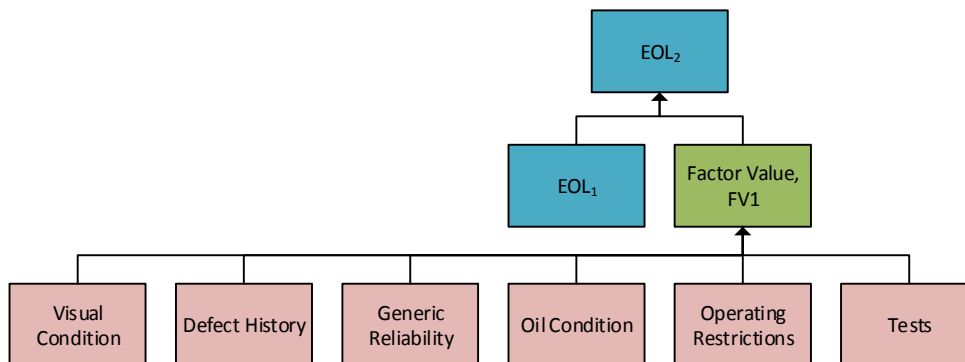 EOL₂
EOL₁
Factor Value,
FV1
Visual
Condition
Defect History
Generic
Reliability
Oil Condition
Operating
Restrictions
Tests